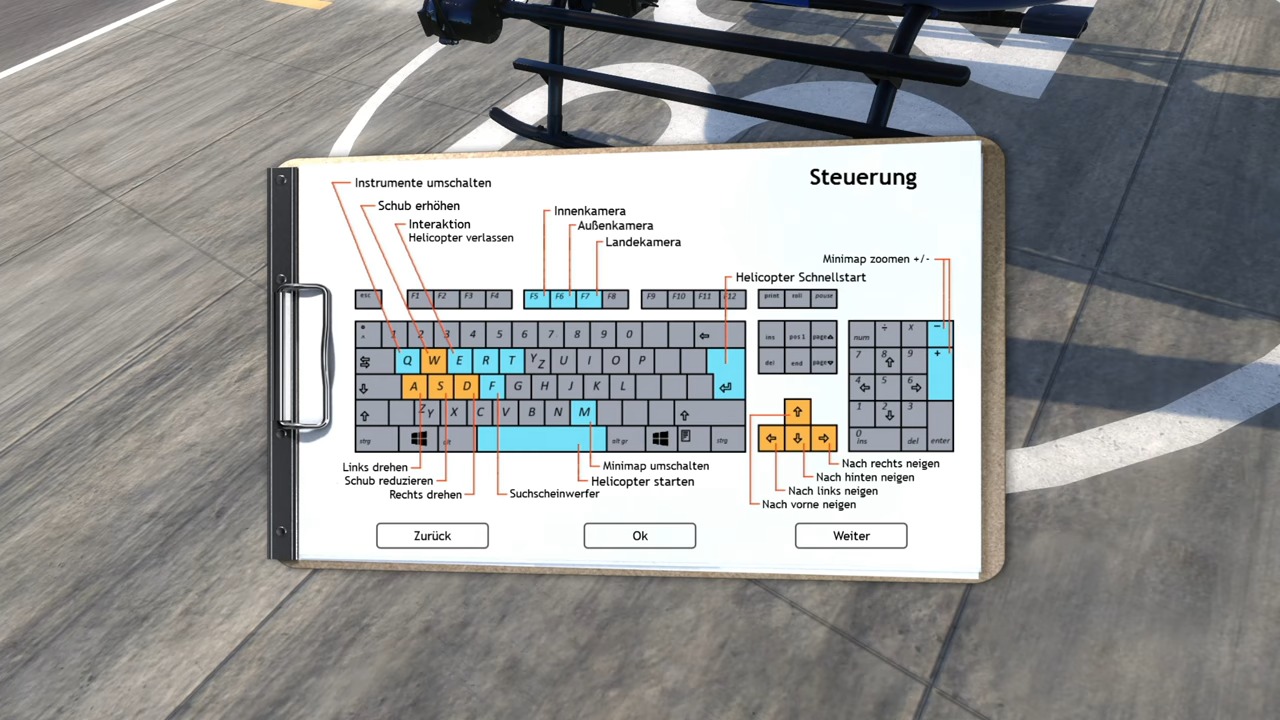 Steuerung
Instrumente umschalten
Schub erhöhen
Interaktion
Helicopter verlassen
Innenkamera
Außenkamera
Landekamera
Minimap zoomen +/-
Helicopter Schnellstart
esc F1 F2 F3 F4 F5 F6 F7 F8 F9 F10 F11 F12 print roll pause
1 2 3 4 5 6 7 8 9 0 ins pos 1 page num ÷ X -
Q W E R T Y Z U I O P del end page 7 8 9 +
A S D F G H J K L 4 5 6
Z Y X C V B N M 1 2 3
strg alt alt gr strg 0 ins del enter
Links drehen
Schub reduzieren
Rechts drehen
Suchscheinwerfer
Minimap umschalten
Helicopter starten
Nach rechts neigen
Nach hinten neigen
Nach links neigen
Nach vorne neigen
Zurück
Ok
Weiter